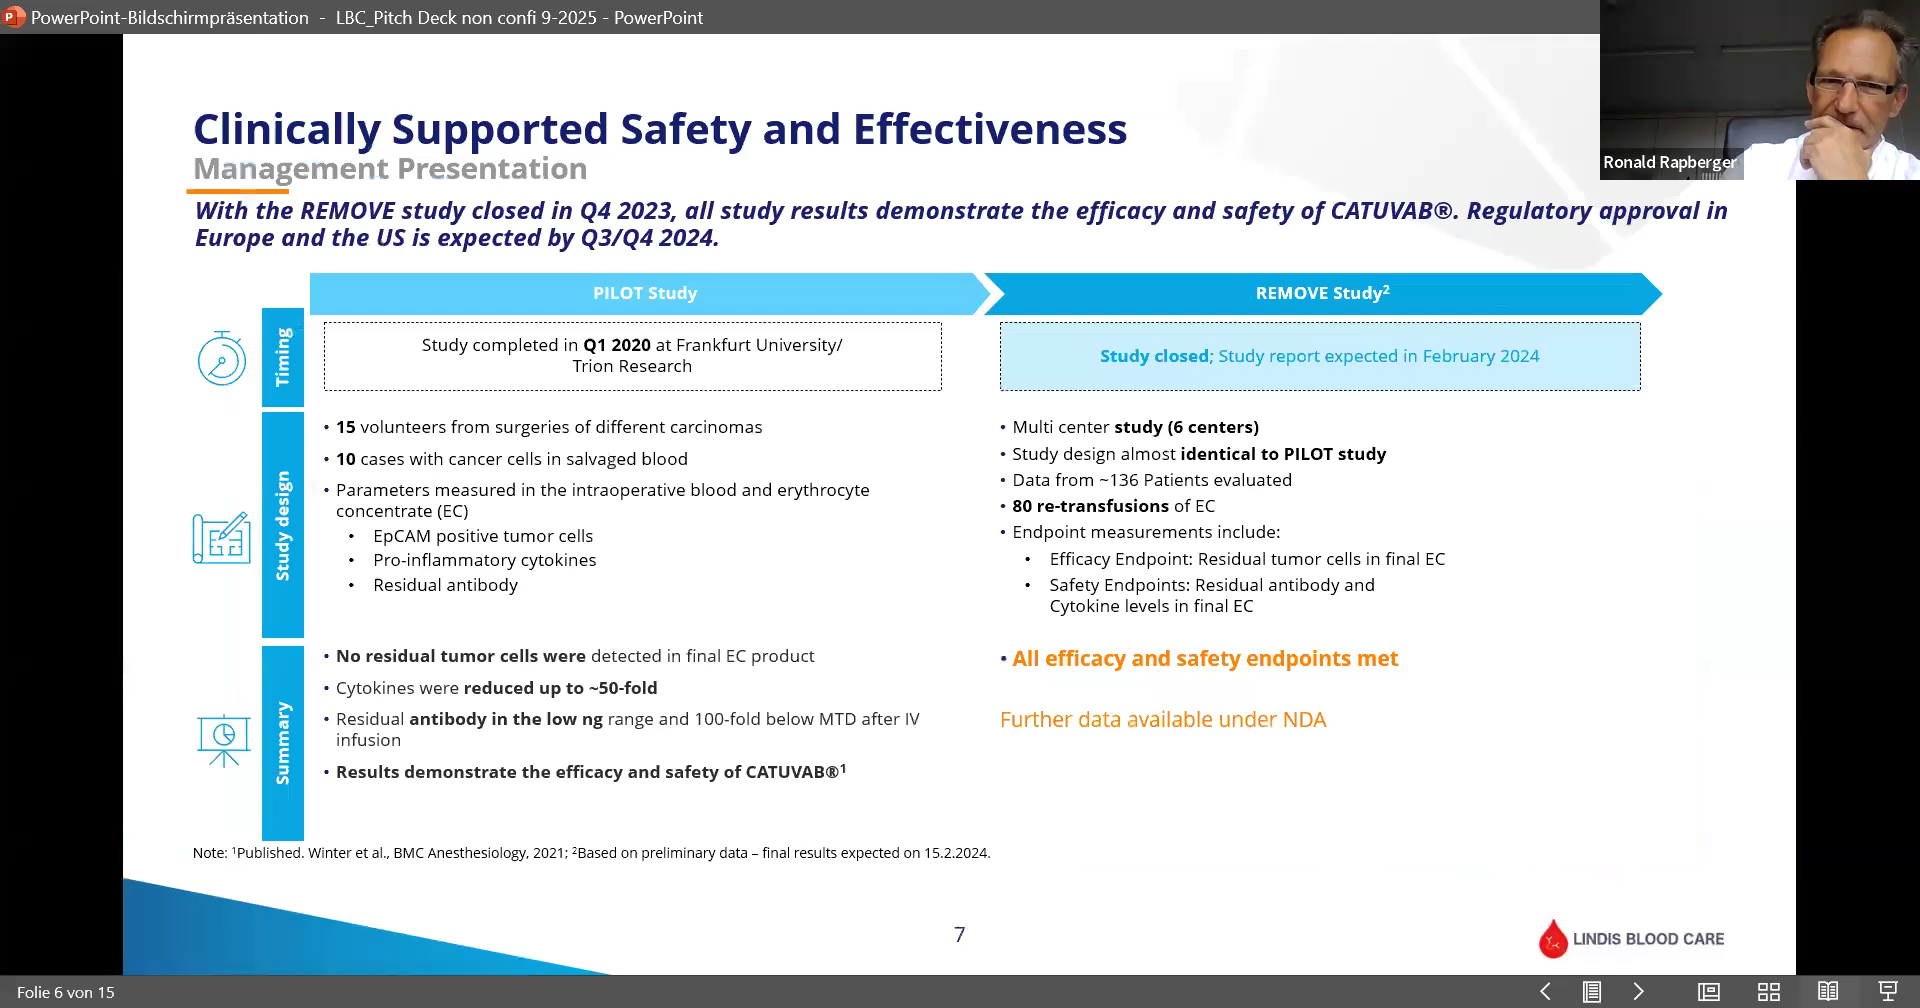 PowerPoint-Bildschirmpräsentation - LBC_Pitch Deck non confi 9-2025 - PowerPoint
Ronald Rapberger
Clinically Supported Safety and Effectiveness
Management Presentation
With the REMOVE study closed in Q4 2023, all study results demonstrate the efficacy and safety of CATUVAB®. Regulatory approval in
Europe and the US is expected by Q3/Q4 2024.
PILOT Study
REMOVE Study²
Timing
Study completed in Q1 2020 at Frankfurt University/
Trion Research
Study closed; Study report expected in February 2024
Study design
• 15 volunteers from surgeries of different carcinomas
• 10 cases with cancer cells in salvaged blood
• Parameters measured in the intraoperative blood and erythrocyte
concentrate (EC)
• EpCAM positive tumor cells
• Pro-inflammatory cytokines
• Residual antibody
• Multi center study (6 centers)
• Study design almost identical to PILOT study
• Data from ~136 Patients evaluated
• 80 re-transfusions of EC
• Endpoint measurements include:
• Efficacy Endpoint: Residual tumor cells in final EC
• Safety Endpoints: Residual antibody and
Cytokine levels in final EC
Summary
• No residual tumor cells were detected in final EC product
• Cytokines were reduced up to ~50-fold
• Residual antibody in the low ng range and 100-fold below MTD after IV
infusion
• Results demonstrate the efficacy and safety of CATUVAB®¹
• All efficacy and safety endpoints met
Further data available under NDA
Note: ¹Published. Winter et al., BMC Anesthesiology, 2021; ²Based on preliminary data – final results expected on 15.2.2024.
7
LINDIS BLOOD CARE
Folie 6 von 15